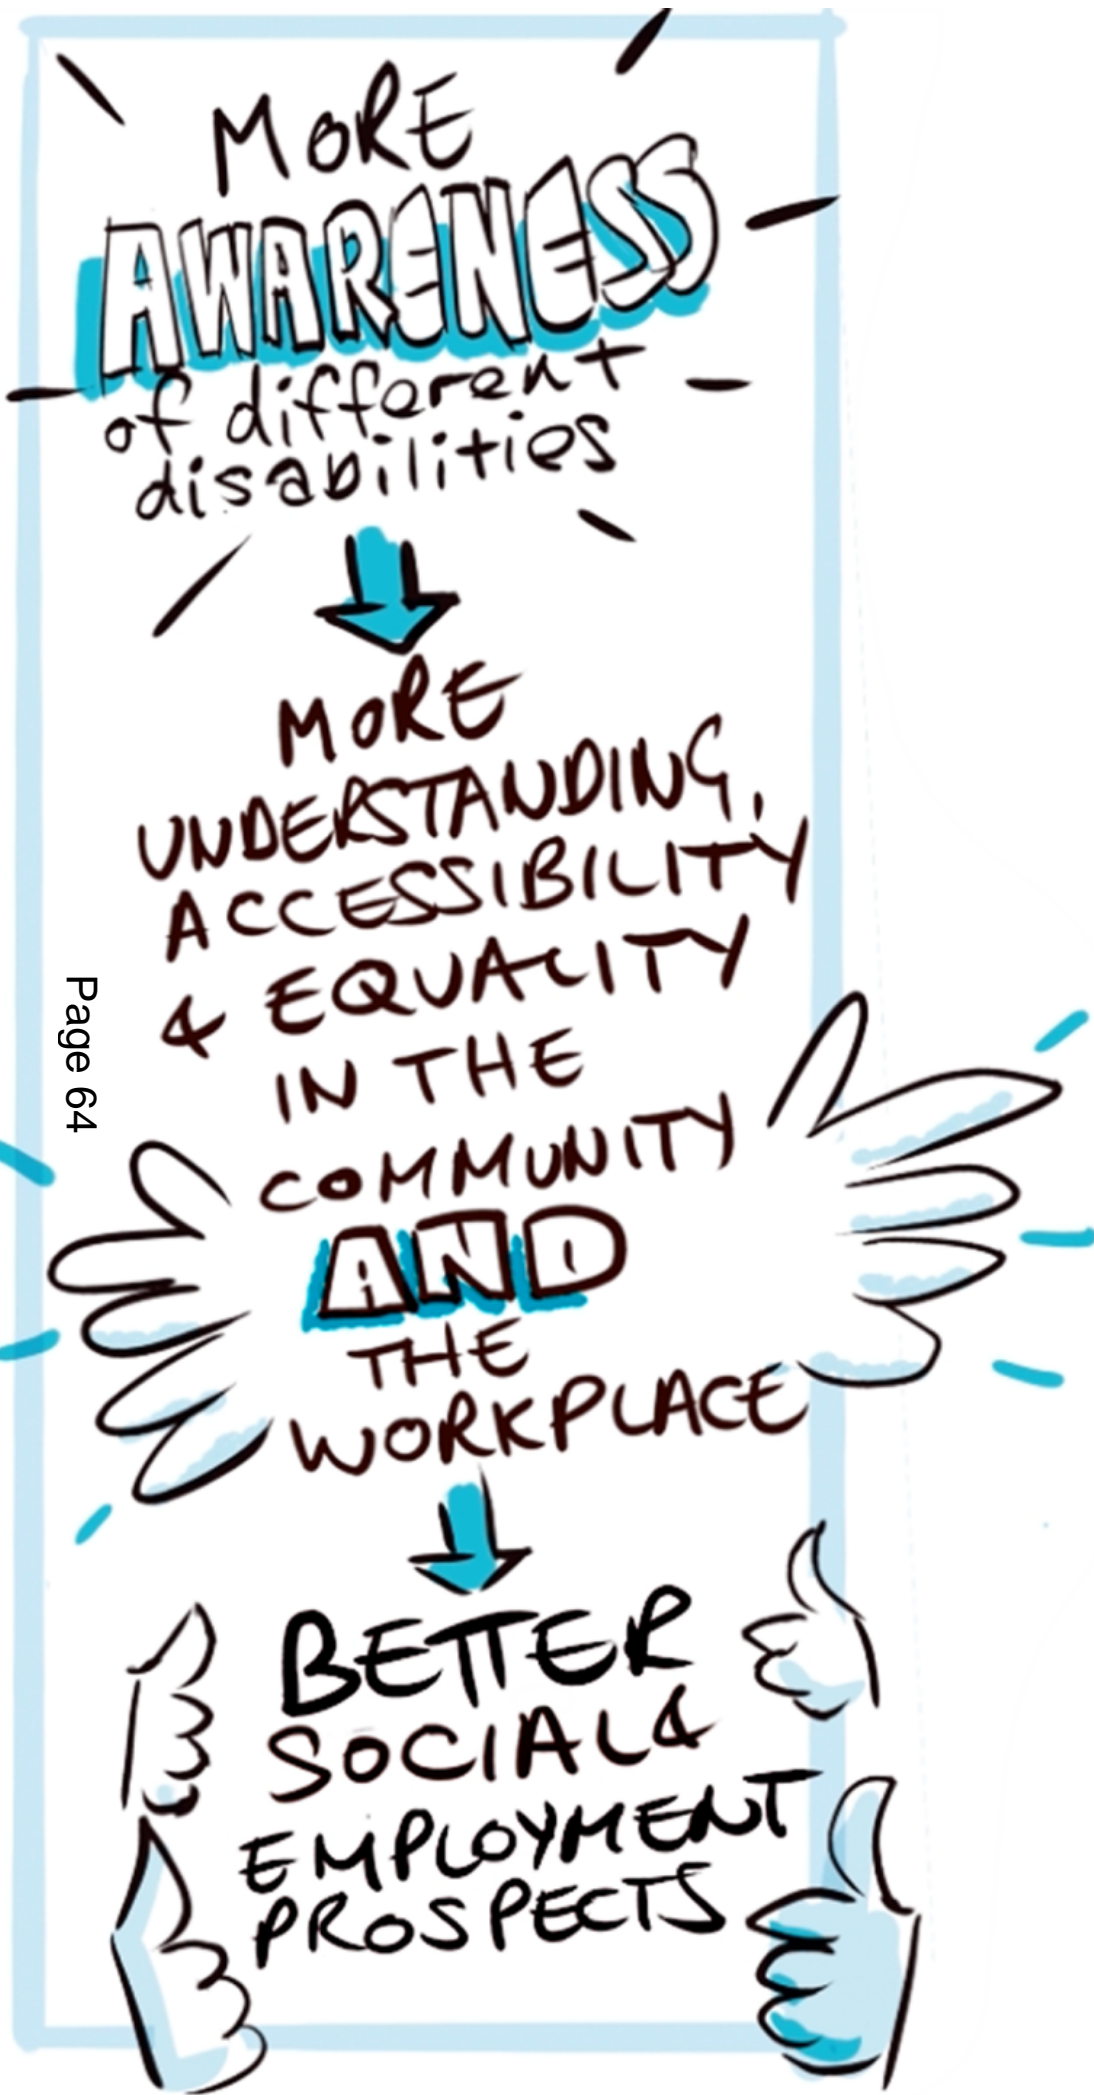 MORE
AWARENESS
of different
disabilities
MORE
UNDERSTANDING,
ACCESSIBILITY
& EQUALITY
IN THE
COMMUNITY
AND
THE
WORKPLACE
BETTER
SOCIAL &
EMPLOYMENT
PROSPECTS
Page 64